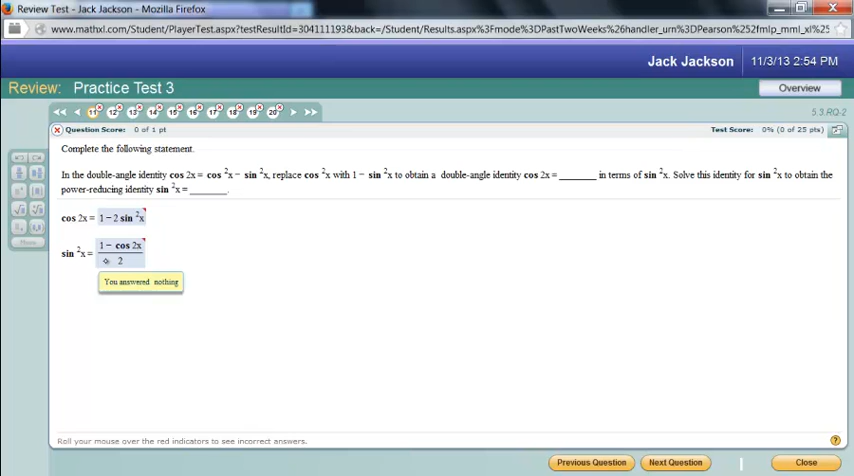 Review Test - Jack Jackson - Mozilla Firefox
www.mathxl.com/Student/PlayerTest.aspx?testResultId=304111193&back=/Student/Results.aspx%3Fmode%3DPastTwoWeeks%26handler_urn%3DPearson%252fmlp_mml_xl%25
Jack Jackson 11/3/13 2:54 PM
Review: Practice Test 3 Overview
11 12 13 14 15 16 17 18 19 20 5.3.RQ-2
Question Score: 0 of 1 pt Test Score: 0% (0 of 25 pts)
Complete the following statement.
In the double-angle identity cos 2x = cos ²x − sin ²x, replace cos ²x with 1 − sin ²x to obtain a double-angle identity cos 2x = ________ in terms of sin ²x. Solve this identity for sin ²x to obtain the
power-reducing identity sin ²x = ________.
cos 2x = 1 − 2 sin ²x
sin ²x = 1 − cos 2x
2
You answered nothing
More
Roll your mouse over the red indicators to see incorrect answers. ?
Previous Question Next Question Close